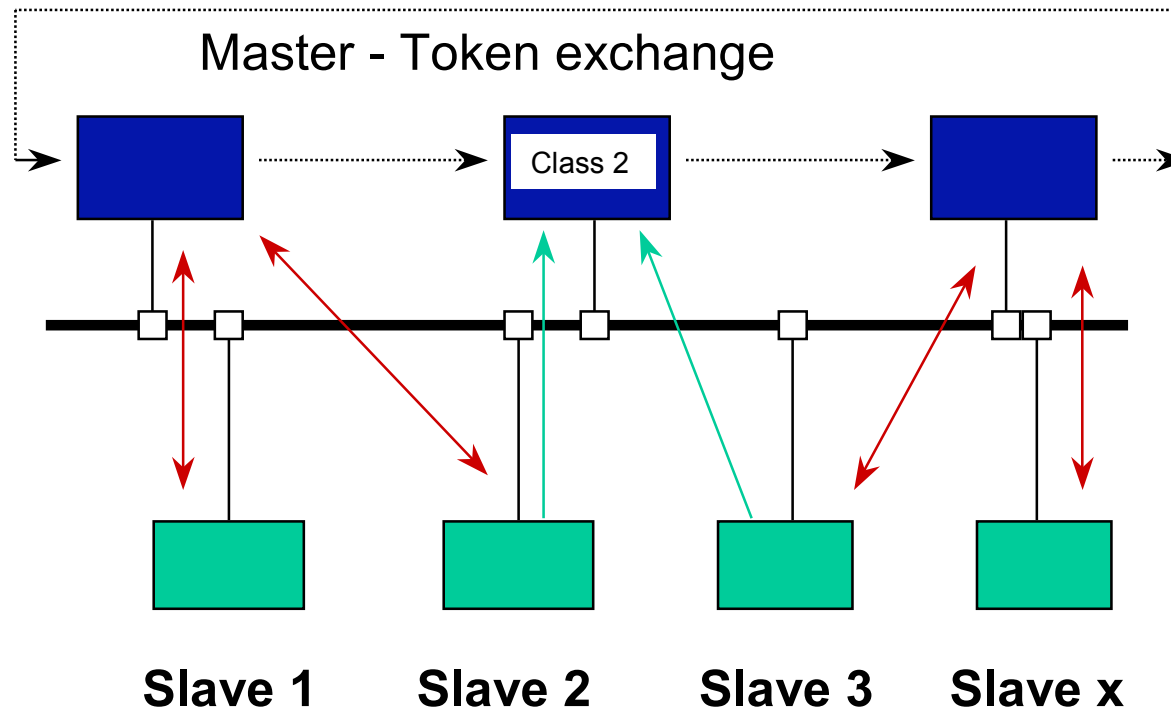 Master - Token exchange
Class 2
Slave 1
Slave 2
Slave 3
Slave x